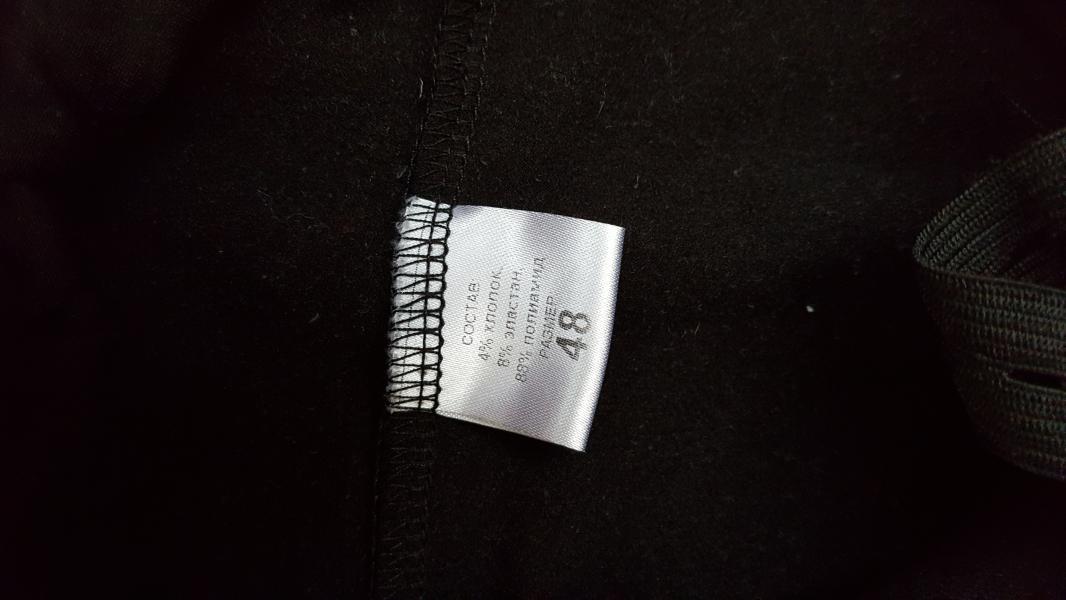 СОСТАВ:
4% хлопок.
8% эластан.
88% полиамид
РАЗМЕР
48